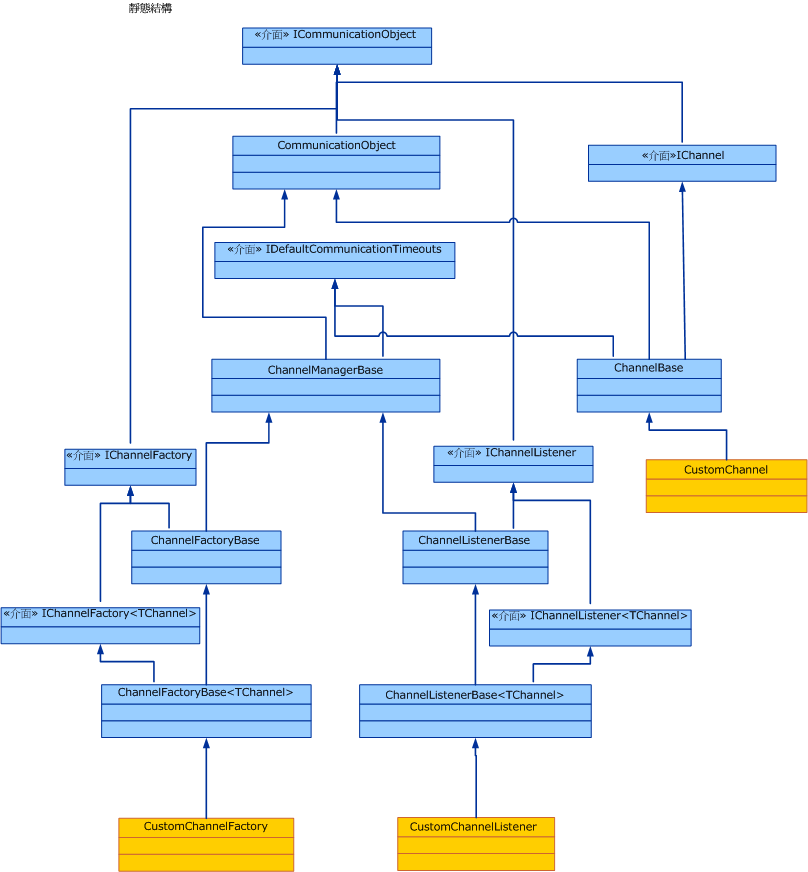 靜態結構
«介面» ICommunicationObject
CommunicationObject
«介面»IChannel
«介面» IDefaultCommunicationTimeouts
ChannelManagerBase
ChannelBase
«介面» IChannelFactory
«介面» IChannelListener
CustomChannel
ChannelFactoryBase
ChannelListenerBase
«介面» IChannelFactory<TChannel>
«介面» IChannelListener<TChannel>
ChannelFactoryBase<TChannel>
ChannelListenerBase<TChannel>
CustomChannelFactory
CustomChannelListener